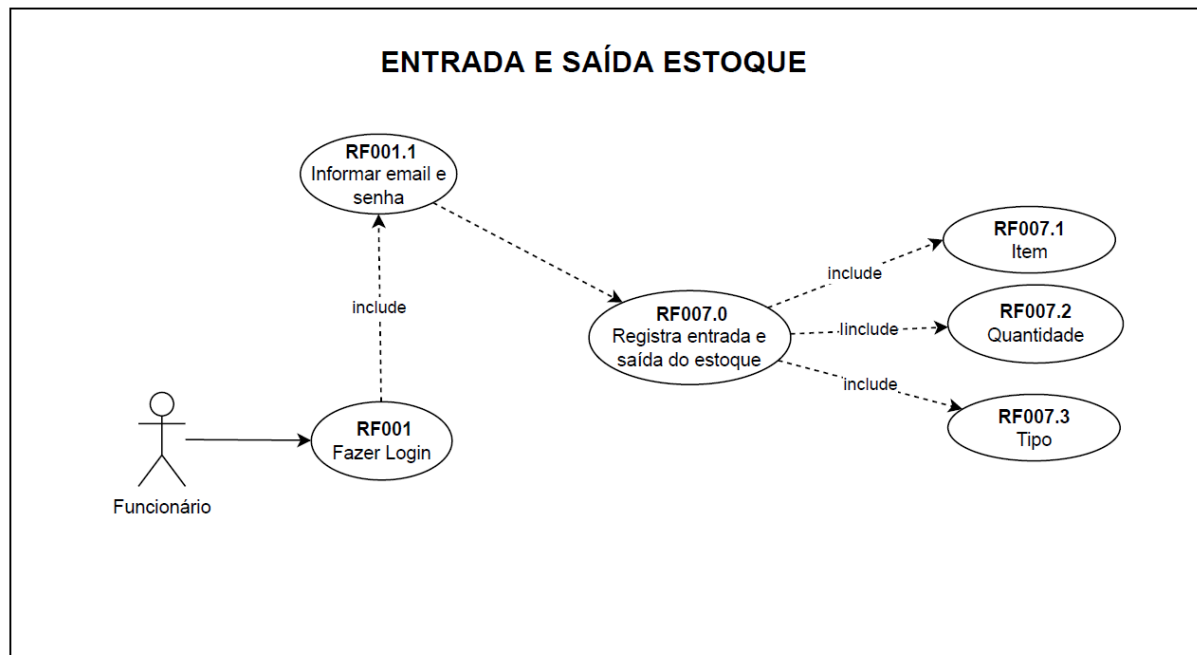 ENTRADA E SAÍDA ESTOQUE
RF001.1
Informar email e
senha
include
RF001
Fazer Login
Funcionário
RF007.0
Registra entrada e
saída do estoque
include
RF007.1
Item
Iinclude
RF007.2
Quantidade
include
RF007.3
Tipo